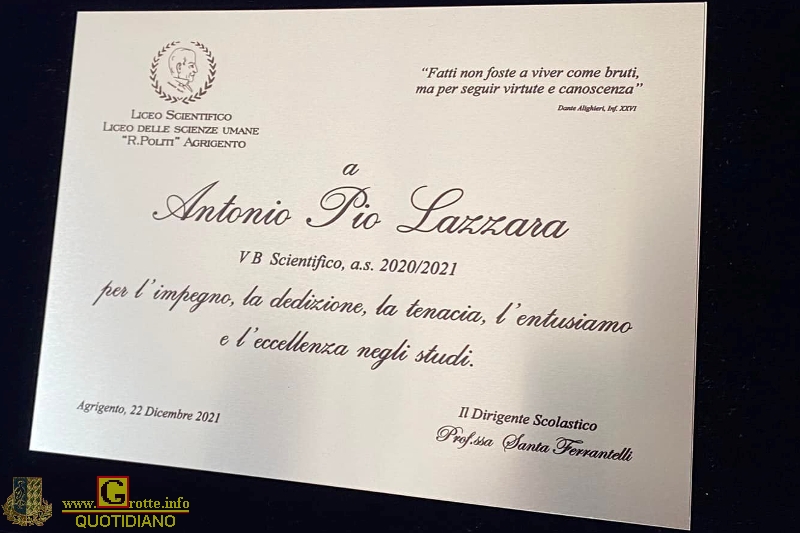 LICEO SCIENTIFICO
LICEO DELLE SCIENZE UMANE
"R.POLITI" AGRIGENTO
“Fatti non foste a viver come bruti,
ma per seguir virtute e canoscenza”
Dante Alighieri, Inf. XXVI
a
Antonio Pio Lazzara
V B Scientifico, a.s. 2020/2021
per l'impegno, la dedizione, la tenacia, l'entusiamo
e l'eccellenza negli studi.
Agrigento, 22 Dicembre 2021
Il Dirigente Scolastico
Prof.ssa Santa Ferrantelli
www.Grotte.info
QUOTIDIANO